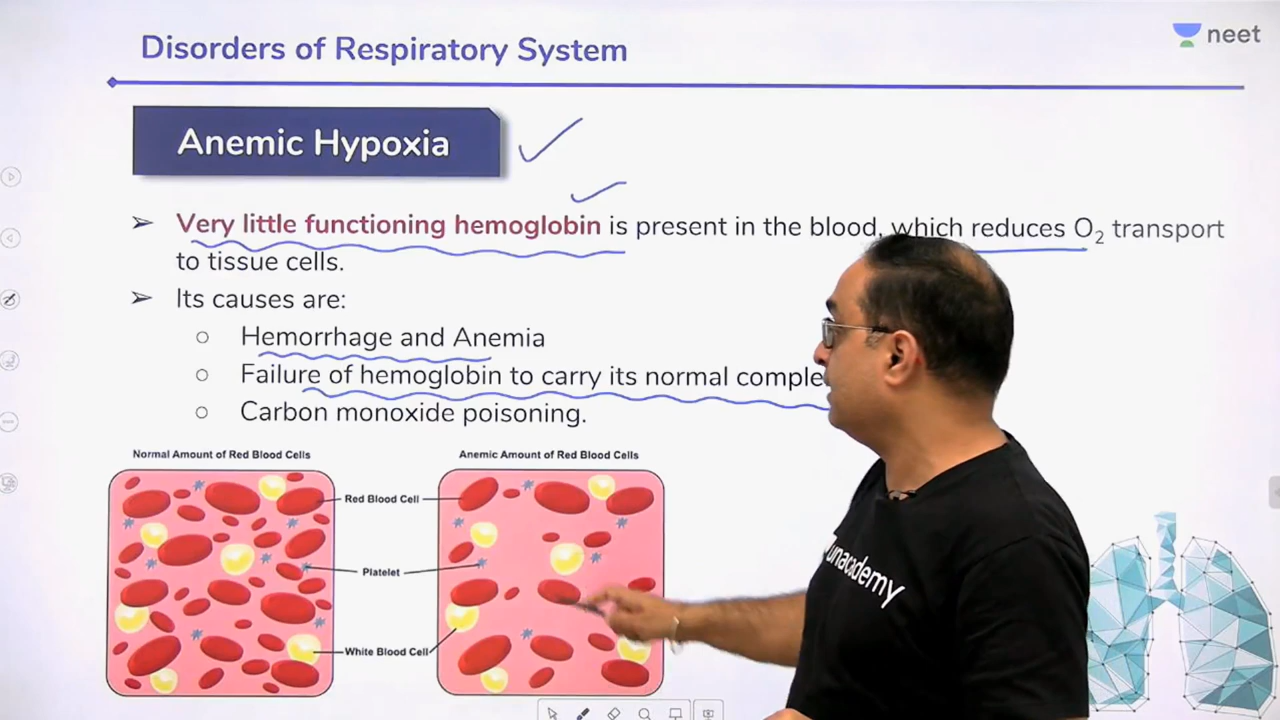 Disorders of Respiratory System
neet
Anemic Hypoxia
➢ Very little functioning hemoglobin is present in the blood, which reduces O₂ transport
to tissue cells.
➢ Its causes are:
○ Hemorrhage and Anemia
○ Failure of hemoglobin to carry its normal
○ Carbon monoxide poisoning.
Normal Amount of Red Blood Cells
Anemic Amount of Red Blood Cells
Red Blood Cell
Platelet
White Blood Cell
unacademy